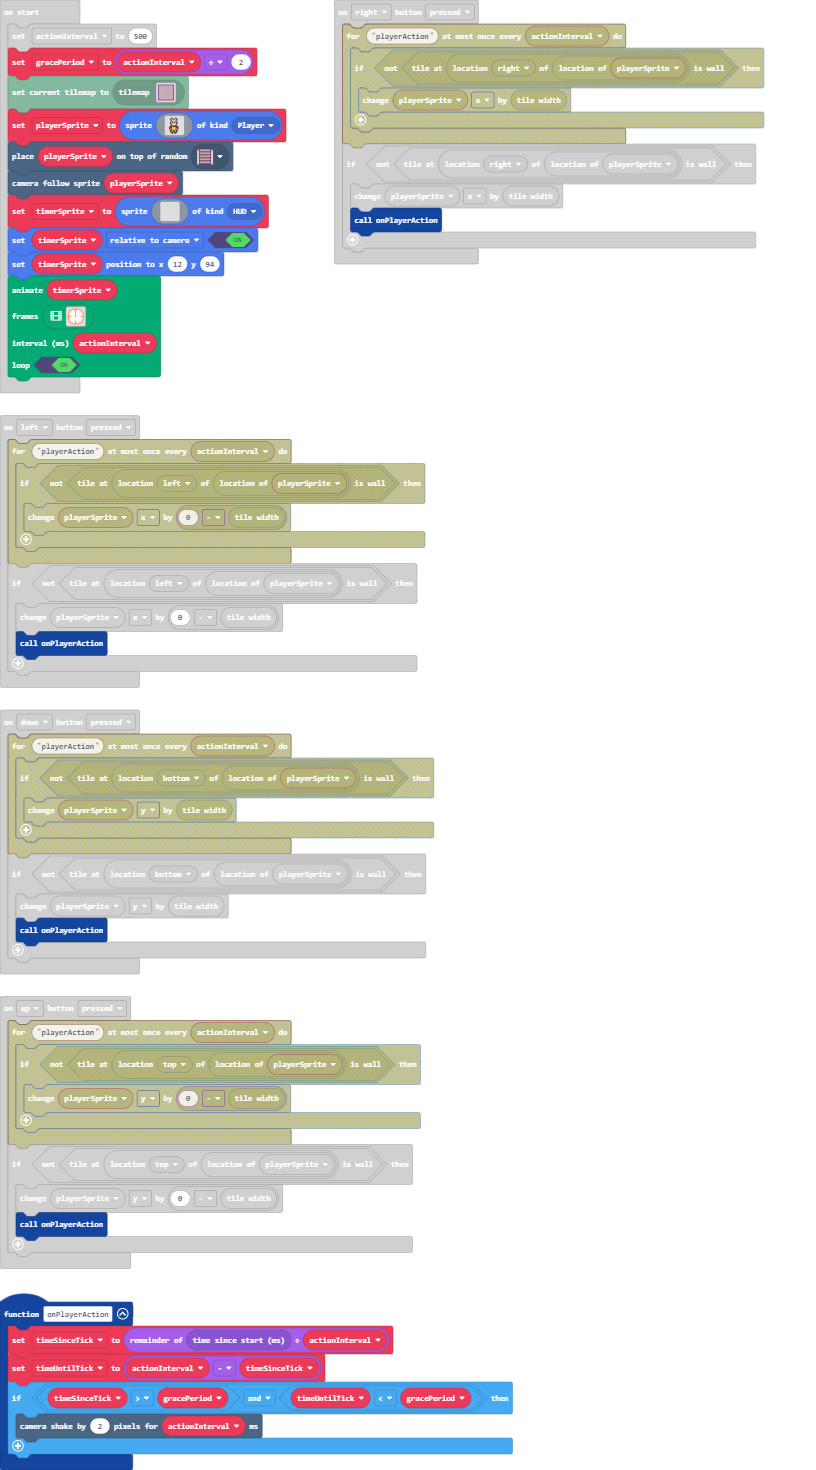 on start
set actionInterval to 500
set gracePeriod to actionInterval ÷ 2
set current tilemap to tilemap
set playerSprite to sprite of kind Player
place playerSprite on top of random
camera follow sprite playerSprite
set timerSprite to sprite of kind HUD
set timerSprite relative to camera ON
set timerSprite position to x 12 y 94
animate timerSprite
frames
interval (ms) actionInterval
loop ON
on right button pressed
for "playerAction" at most once every actionInterval do
if not tile at location right of location of playerSprite is wall then
change playerSprite x by tile width
if not tile at location right of location of playerSprite is wall then
change playerSprite x by tile width
call onPlayerAction
on left button pressed
for "playerAction" at most once every actionInterval do
if not tile at location left of location of playerSprite is wall then
change playerSprite x by 0 - tile width
if not tile at location left of location of playerSprite is wall then
change playerSprite x by 0 - tile width
call onPlayerAction
on down button pressed
for "playerAction" at most once every actionInterval do
if not tile at location bottom of location of playerSprite is wall then
change playerSprite y by tile width
if not tile at location bottom of location of playerSprite is wall then
change playerSprite y by tile width
call onPlayerAction
on up button pressed
for "playerAction" at most once every actionInterval do
if not tile at location top of location of playerSprite is wall then
change playerSprite y by 0 - tile width
if not tile at location top of location of playerSprite is wall then
change playerSprite y by 0 - tile width
call onPlayerAction
function onPlayerAction
set timeSinceTick to remainder of time since start (ms) ÷ actionInterval
set timeUntilTick to actionInterval - timeSinceTick
if timeSinceTick > gracePeriod and timeUntilTick < gracePeriod then
camera shake by 2 pixels for actionInterval ms